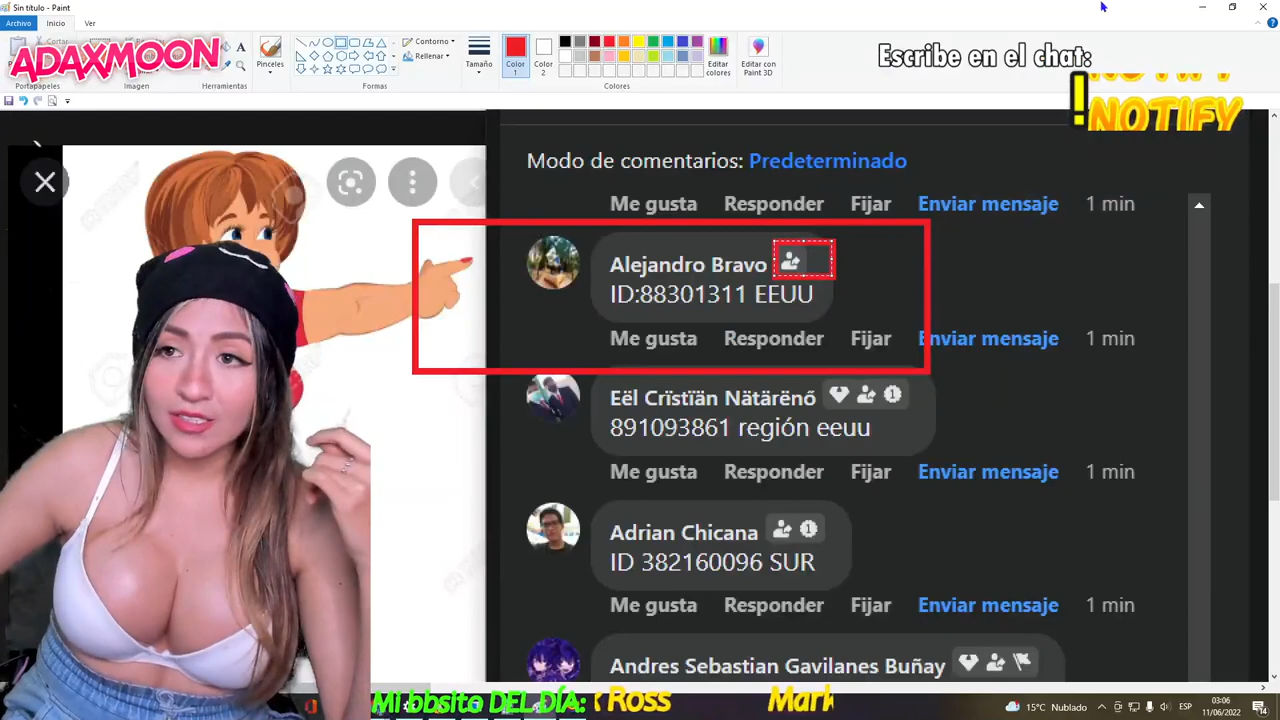 Sin título - Paint
Archivo
Inicio
Ver
ADAXMOON
Portapapeles
Imagen
Herramientas
Pinceles
Contorno
Rellenar
Formas
Tamaño
Color
1
Color
2
Editar
colores
Editar con
Paint 3D
Colores
Escribe en el chat:
!NOTIFY
Modo de comentarios: Predeterminado
Me gusta Responder Fijar Enviar mensaje 1 min
Alejandro Bravo
ID:88301311 EEUU
Me gusta Responder Fijar Enviar mensaje
Eël Crïstïän Nätärënő
891093861 región eeuu
Me gusta Responder Fijar Enviar mensaje 1 min
Adrian Chicana
ID 382160096 SUR
Me gusta Responder Fijar Enviar mensaje 1 min
Andres Sebastian Gavilanes Buñay
Mi bbsito DEL DÍA:
Ross
Mark
15°C Nublado
ESP
03:06
11/06/2022
14